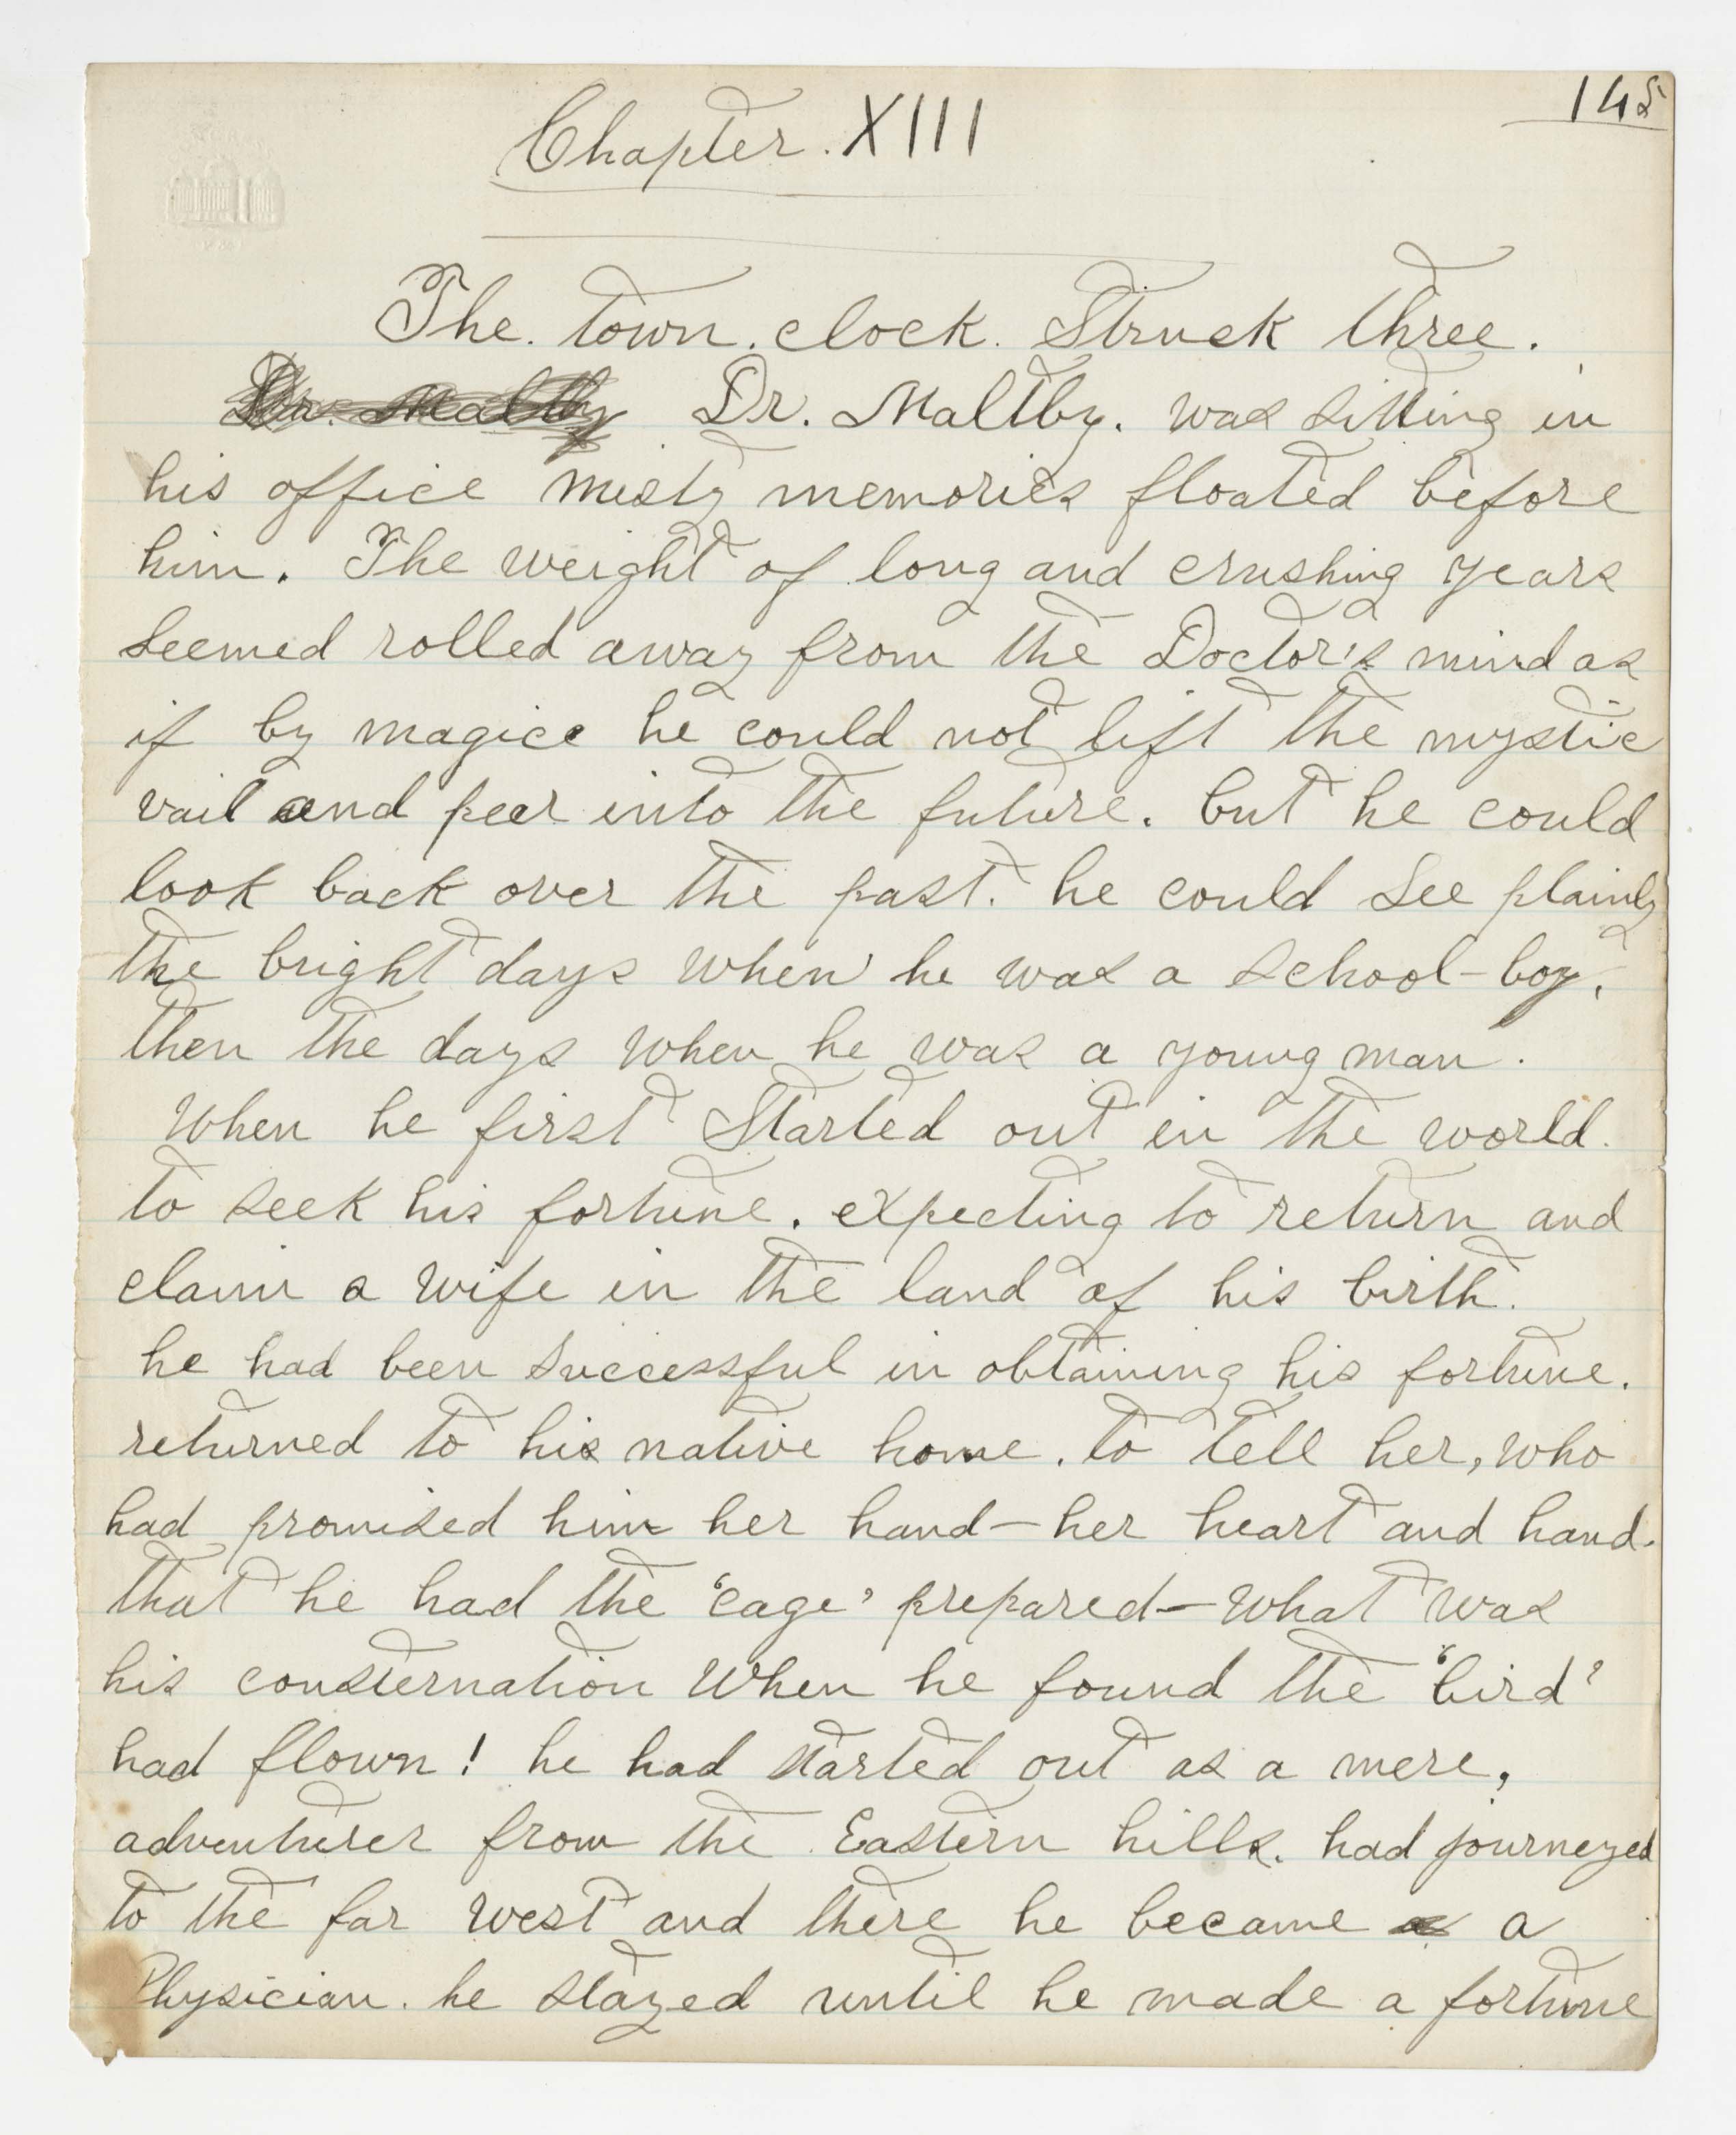 145
Chapter. XIII
The. town. clock. Struck three.
Dr. Maltby Dr. Maltby. was sitting in
his office misty memories floated before
him. The weight of long and crushing years
seemed rolled away from the Doctor's mind as
if by magice he could not lift the mystic
vail and peer into the future. but he could
look back over the past. he could see plainly
the bright days when he was a school-boy.
then the days when he was a young man.
When he first Started out in the world.
to seek his fortune. expecting to return and
claim a wife in the land of his birth.
he had been successful in obtaining his fortune.
returned to his native home. to tell her, who
had promised him her hand—her heart and hand.
that he had the 'cage' prepared—what was
his consternation When he found the 'bird'
had flown! he had started out as a mere,
adventurer from the Eastern hills. had journeyed
to the far west and there he became a a
Physician. he stayed until he made a fortune